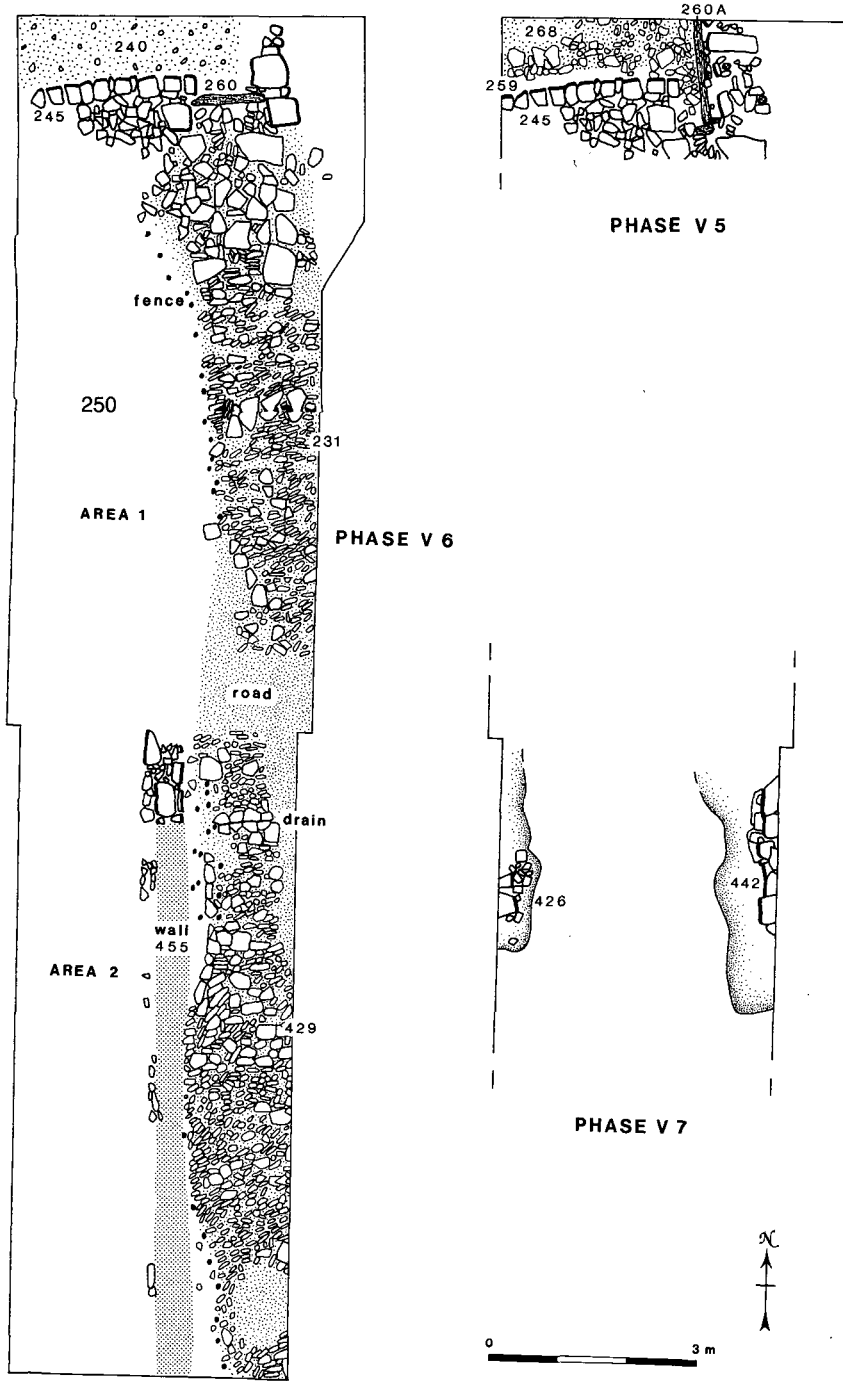 240
260
245
fence
250
231
AREA 1
PHASE V 6
road
drain
wall
455
AREA 2
429
260A
268
259
245
PHASE V 5
442
426
PHASE V 7
N
0 3 m